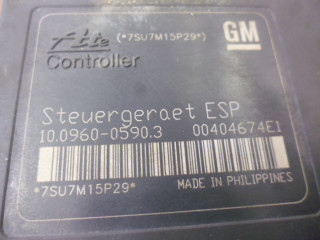 Ate (*7SU7M15P29*) GM
Controller
Steuergeraet ESP
10.0960-0590.3 00404674E1
*7SU7M15P29* MADE IN PHILIPPINES